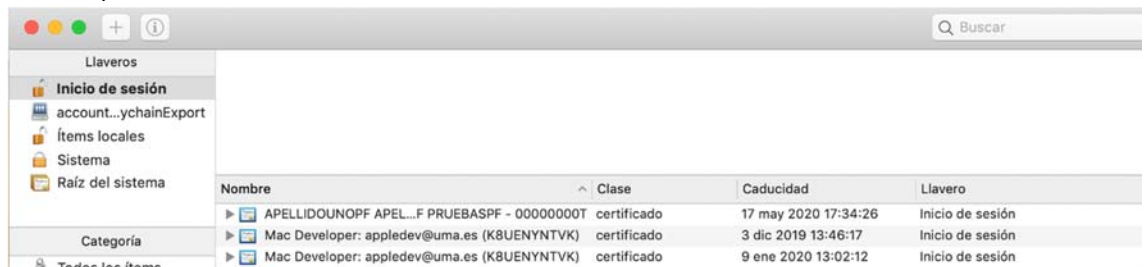 Buscar
Llaveros
Inicio de sesión
account...ychainExport
Ítems locales
Sistema
Raíz del sistema
Categoría
Todos los ítems
Nombre Clase Caducidad Llavero
APELLIDOUNOPF APEL...F PRUEBASPF - 00000000T certificado 17 may 2020 17:34:26 Inicio de sesión
Mac Developer: appledev@uma.es (K8UENYNTVK) certificado 3 dic 2019 13:46:17 Inicio de sesión
Mac Developer: appledev@uma.es (K8UENYNTVK) certificado 9 ene 2020 13:02:12 Inicio de sesión